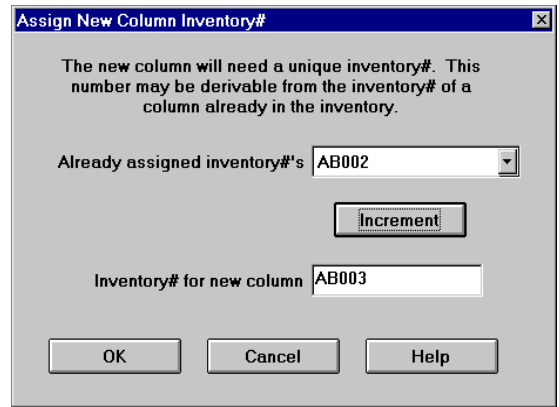 Assign New Column Inventory#
The new column will need a unique inventory#. This
number may be derivable from the inventory# of a
column already in the inventory.
Already assigned inventory#'s AB002
Increment
Inventory# for new column AB003
OK Cancel Help